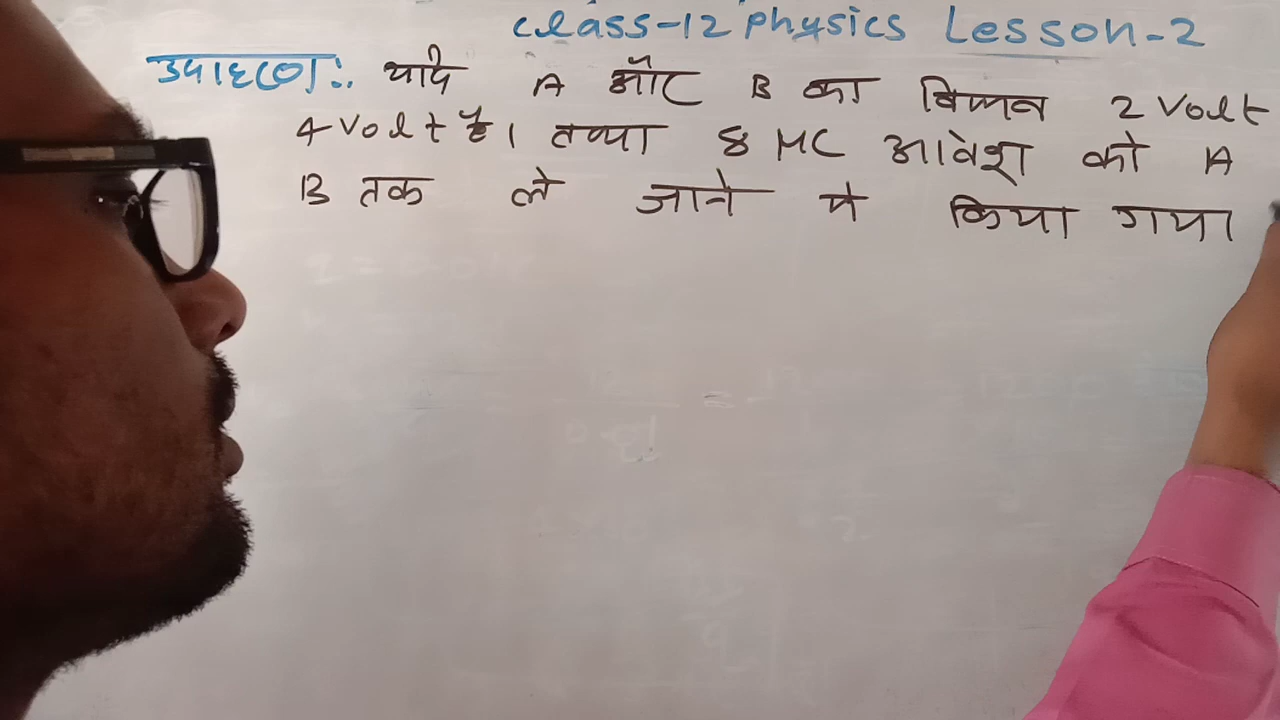 Class-12 physics Lesson-2
उदाहरण:. यदि A और B का विभव 2 Volt
4 Volt है। तथा 8 μC आवेश को A
B तक ले जाने मे किया गया